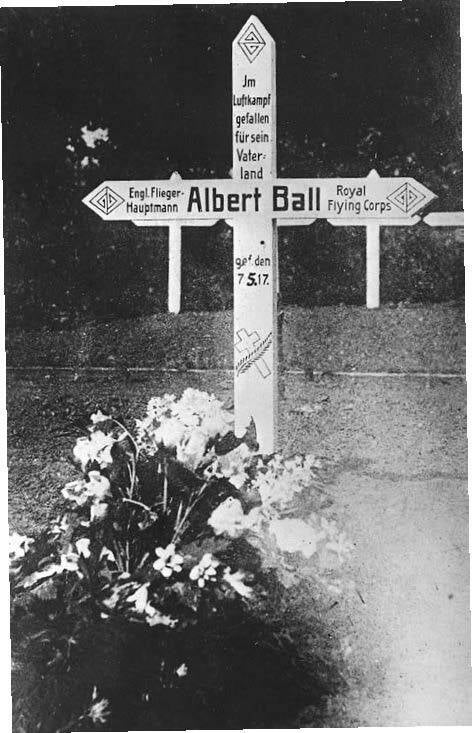 Jm
Luftkampf
gefallen
für sein
Vater-
land
Engl. Flieger-
Hauptmann
Albert Ball
Royal
Flying Corps
gef. den
7.5.17.